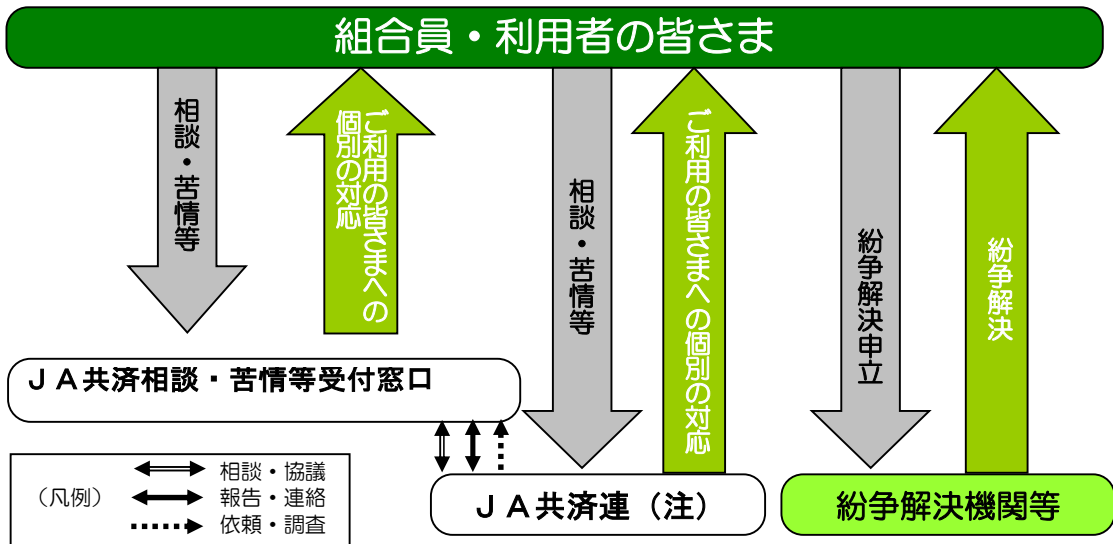 組合員・利用者の皆さま
相談・苦情等
ご利用の皆さまへの
個別の対応
相談・苦情等
ご利用の皆さまへの個別の対応
紛争解決申立
紛争解決
ＪＡ共済相談・苦情等受付窓口
（凡例）
相談・協議
報告・連絡
依頼・調査
ＪＡ共済連（注）
紛争解決機関等